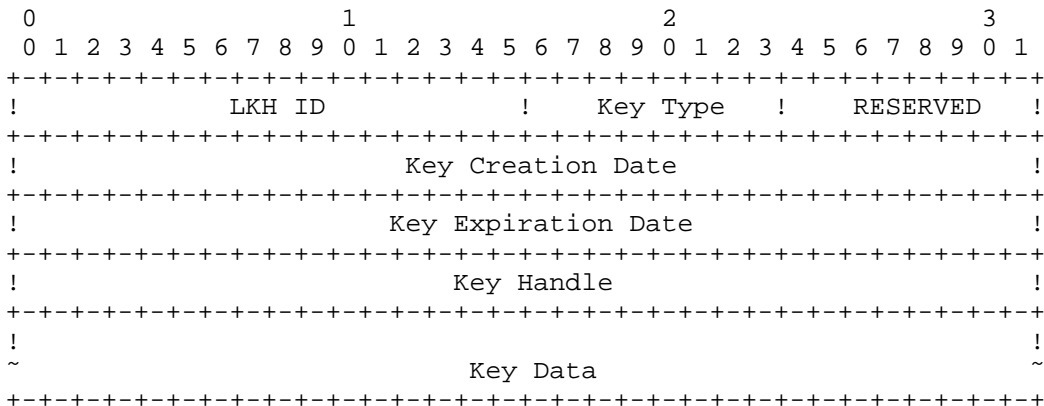 0                   1                   2                   3
 0 1 2 3 4 5 6 7 8 9 0 1 2 3 4 5 6 7 8 9 0 1 2 3 4 5 6 7 8 9 0 1
+-+-+-+-+-+-+-+-+-+-+-+-+-+-+-+-+-+-+-+-+-+-+-+-+-+-+-+-+-+-+-+-+
!             LKH ID            !    Key Type   !    RESERVED   !
+-+-+-+-+-+-+-+-+-+-+-+-+-+-+-+-+-+-+-+-+-+-+-+-+-+-+-+-+-+-+-+-+
!                        Key Creation Date                      !
+-+-+-+-+-+-+-+-+-+-+-+-+-+-+-+-+-+-+-+-+-+-+-+-+-+-+-+-+-+-+-+-+
!                       Key Expiration Date                     !
+-+-+-+-+-+-+-+-+-+-+-+-+-+-+-+-+-+-+-+-+-+-+-+-+-+-+-+-+-+-+-+-+
!                           Key Handle                          !
+-+-+-+-+-+-+-+-+-+-+-+-+-+-+-+-+-+-+-+-+-+-+-+-+-+-+-+-+-+-+-+-+
!                                                               !
~                            Key Data                           ~
+-+-+-+-+-+-+-+-+-+-+-+-+-+-+-+-+-+-+-+-+-+-+-+-+-+-+-+-+-+-+-+-+